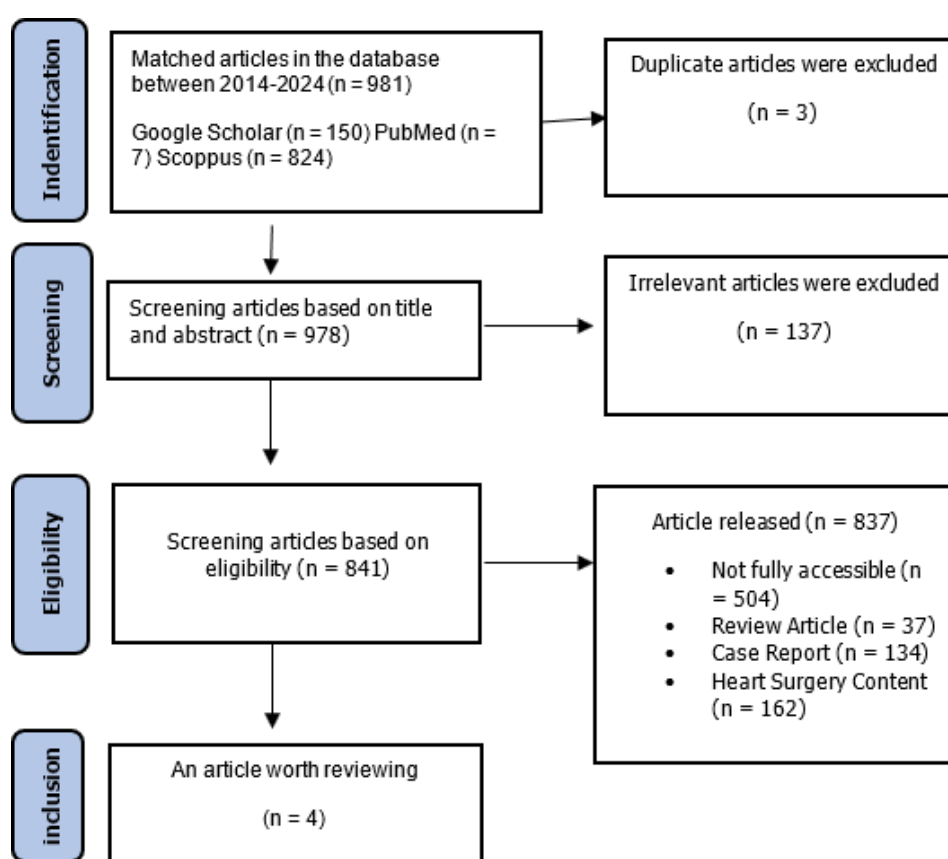 Indentification
Matched articles in the database
between 2014-2024 (n = 981)
Google Scholar (n = 150) PubMed (n =
7) Scoppus (n = 824)
Duplicate articles were excluded
(n = 3)
Screening
Screening articles based on title
and abstract (n = 978)
Irrelevant articles were excluded
(n = 137)
Eligibility
Screening articles based on
eligibility (n = 841)
Article released (n = 837)
• Not fully accessible (n
= 504)
• Review Article (n = 37)
• Case Report (n = 134)
• Heart Surgery Content
(n = 162)
inclusion
An article worth reviewing
(n = 4)